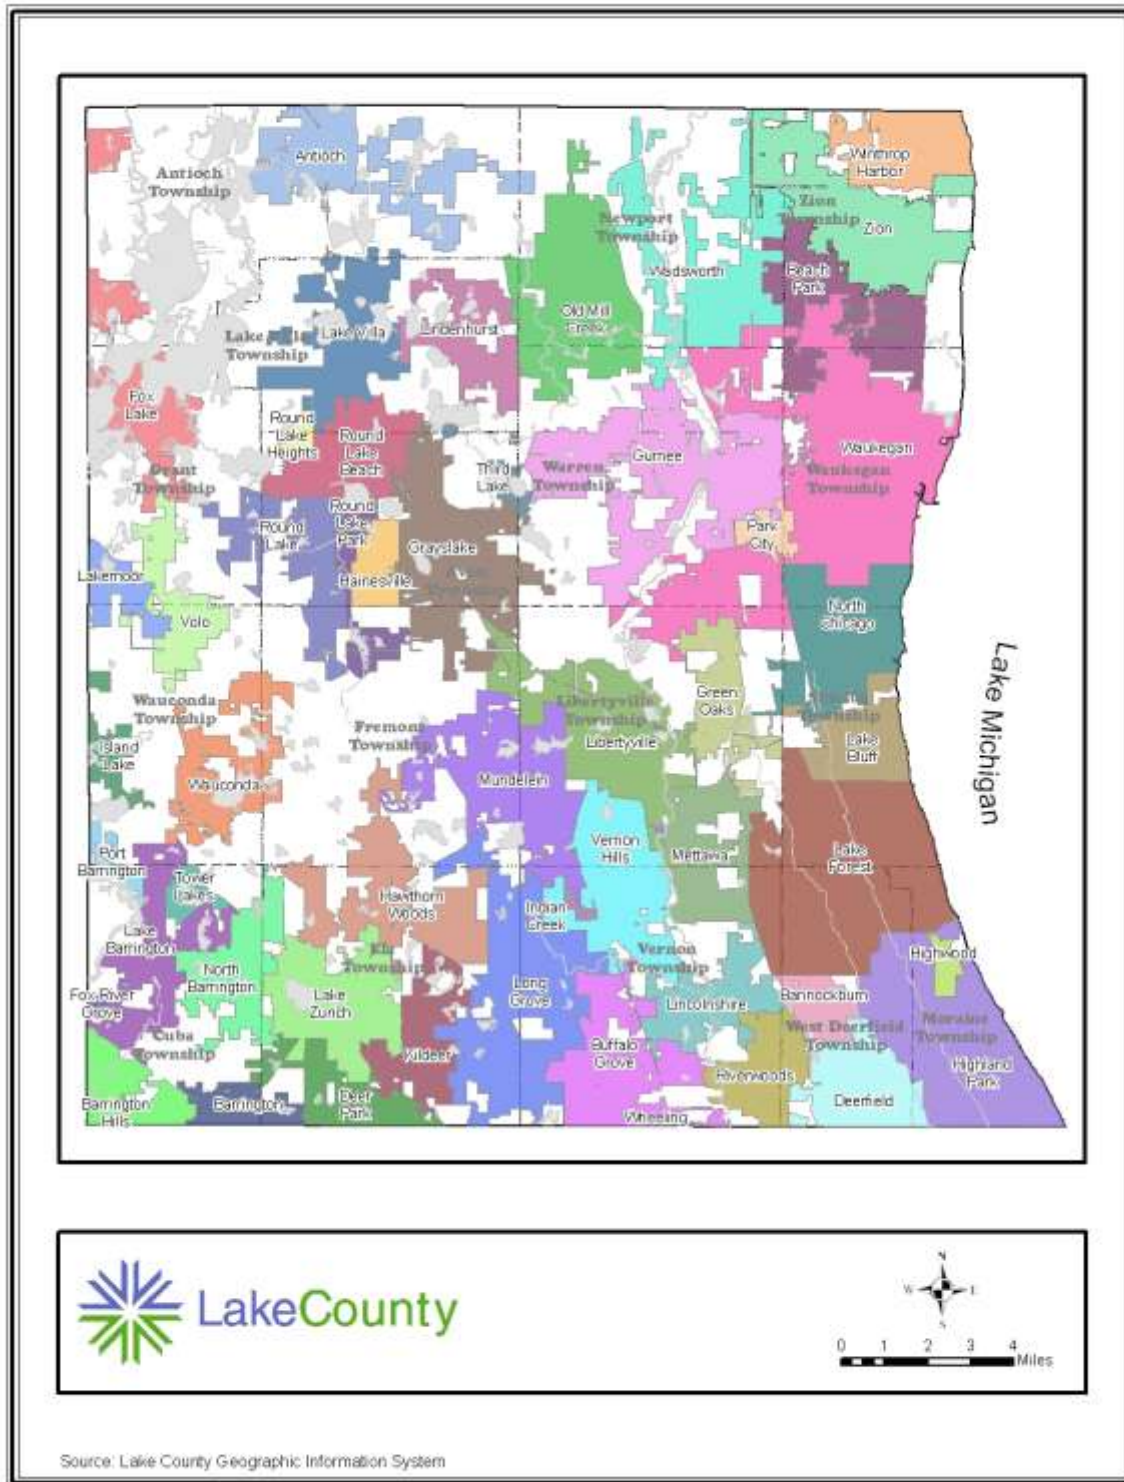 Antioch
Antioch
Township
Winthrop
Harbor
Zion
Township
Newport
Township
Zion
Wadsworth
Beach
Park
Old Mill
Creek
Lake Villa
Lindenhurst
Lake Villa
Township
Fox
Lake
Round
Lake
Heights
Round
Lake
Beach
Gurnee
Waukegan
Grant
Township
Third
Lake
Warren
Township
Waukegan
Township
Round
Lake
Park
Round
Lake
Park
City
Grayslake
Lakemoor
Hainesville
Volo
North
Chicago
Lake Michigan
Wauconda
Township
Fremont
Township
Libertyville
Township
Green
Oaks
Township
Island
Lake
Libertyville
Lake
Bluff
Wauconda
Mundelein
Vernon
Hills
Mettawa
Lake
Forest
Port
Barrington
Tower
Lakes
Hawthorn
Woods
Indian
Creek
Lake
Barrington
Ela
Township
Vernon
Township
Highwood
North
Barrington
Fox River
Grove
Lake
Zurich
Long
Grove
Lincolnshire
Bannockburn
Cuba
Township
Kildeer
Buffalo
Grove
West Deerfield
Township
Moraine
Township
Riverwoods
Highland
Park
Barrington
Hills
Barrington
Deer
Park
Wheeling
Deerfield
LakeCounty
N
W E
S
0 1 2 3 4
Miles
Source: Lake County Geographic Information System